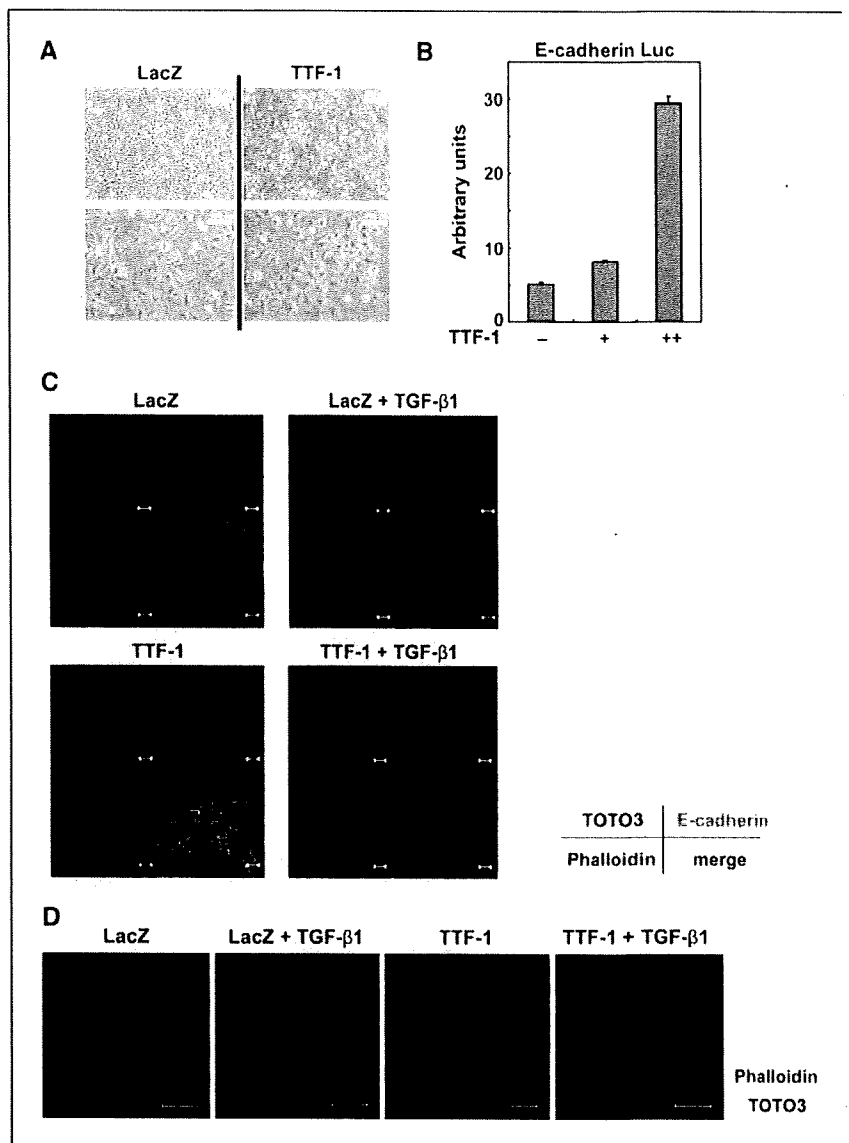 A
LacZ
TTF-1
B
E-cadherin Luc
Arbitrary units
30
20
10
0
TTF-1 – + ++
C
LacZ
LacZ + TGF-β1
TTF-1
TTF-1 + TGF-β1
TOTO3 E-cadherin
Phalloidin merge
D
LacZ
LacZ + TGF-β1
TTF-1
TTF-1 + TGF-β1
Phalloidin
TOTO3